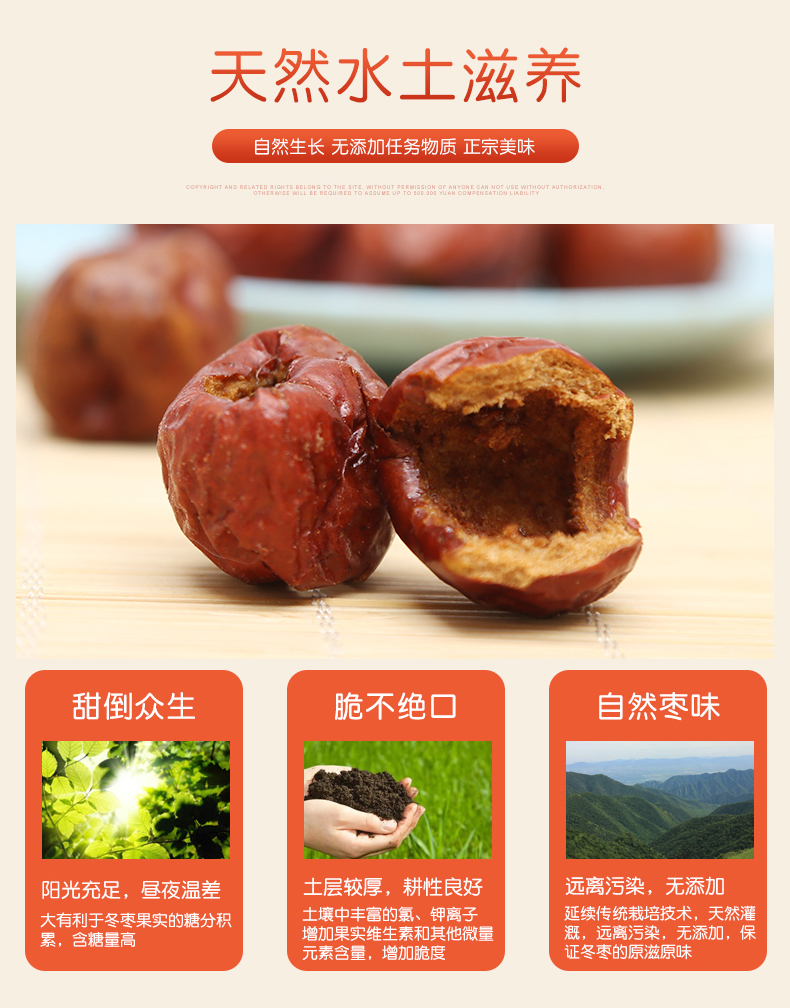 天然水土滋养
自然生长 无添加任务物质 正宗美味
COPYRIGHT AND RELATED RIGHTS BELONG TO THE SITE, WITHOUT PERMISSION OF ANYONE CAN NOT USE WITHOUT AUTHORIZATION,
OTHERWISE WILL BE REQUIRED TO ASSUME UP TO 500,000 YUAN COMPENSATION LIABILITY
甜倒众生
阳光充足，昼夜温差
大有利于冬枣果实的糖分积
累，含糖量高
脆不绝口
土层较厚，耕性良好
土壤中丰富的氯、钾离子
增加果实维生素和其他微量
元素含量，增加脆度
自然枣味
远离污染，无添加
延续传统栽培技术，天然灌
溉，远离污染，无添加，保
证冬枣的原滋原味